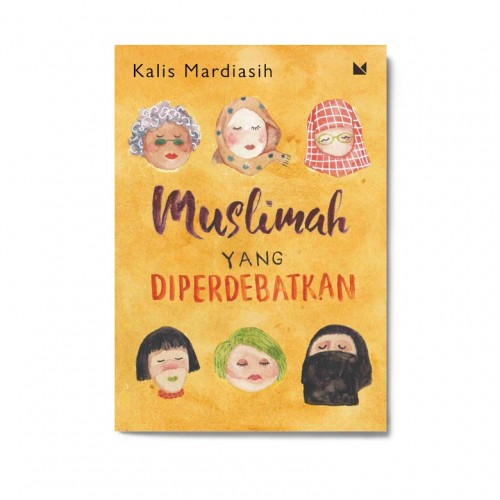 Kalis Mardiasih
Muslimah
YANG
DIPERDEBATKAN